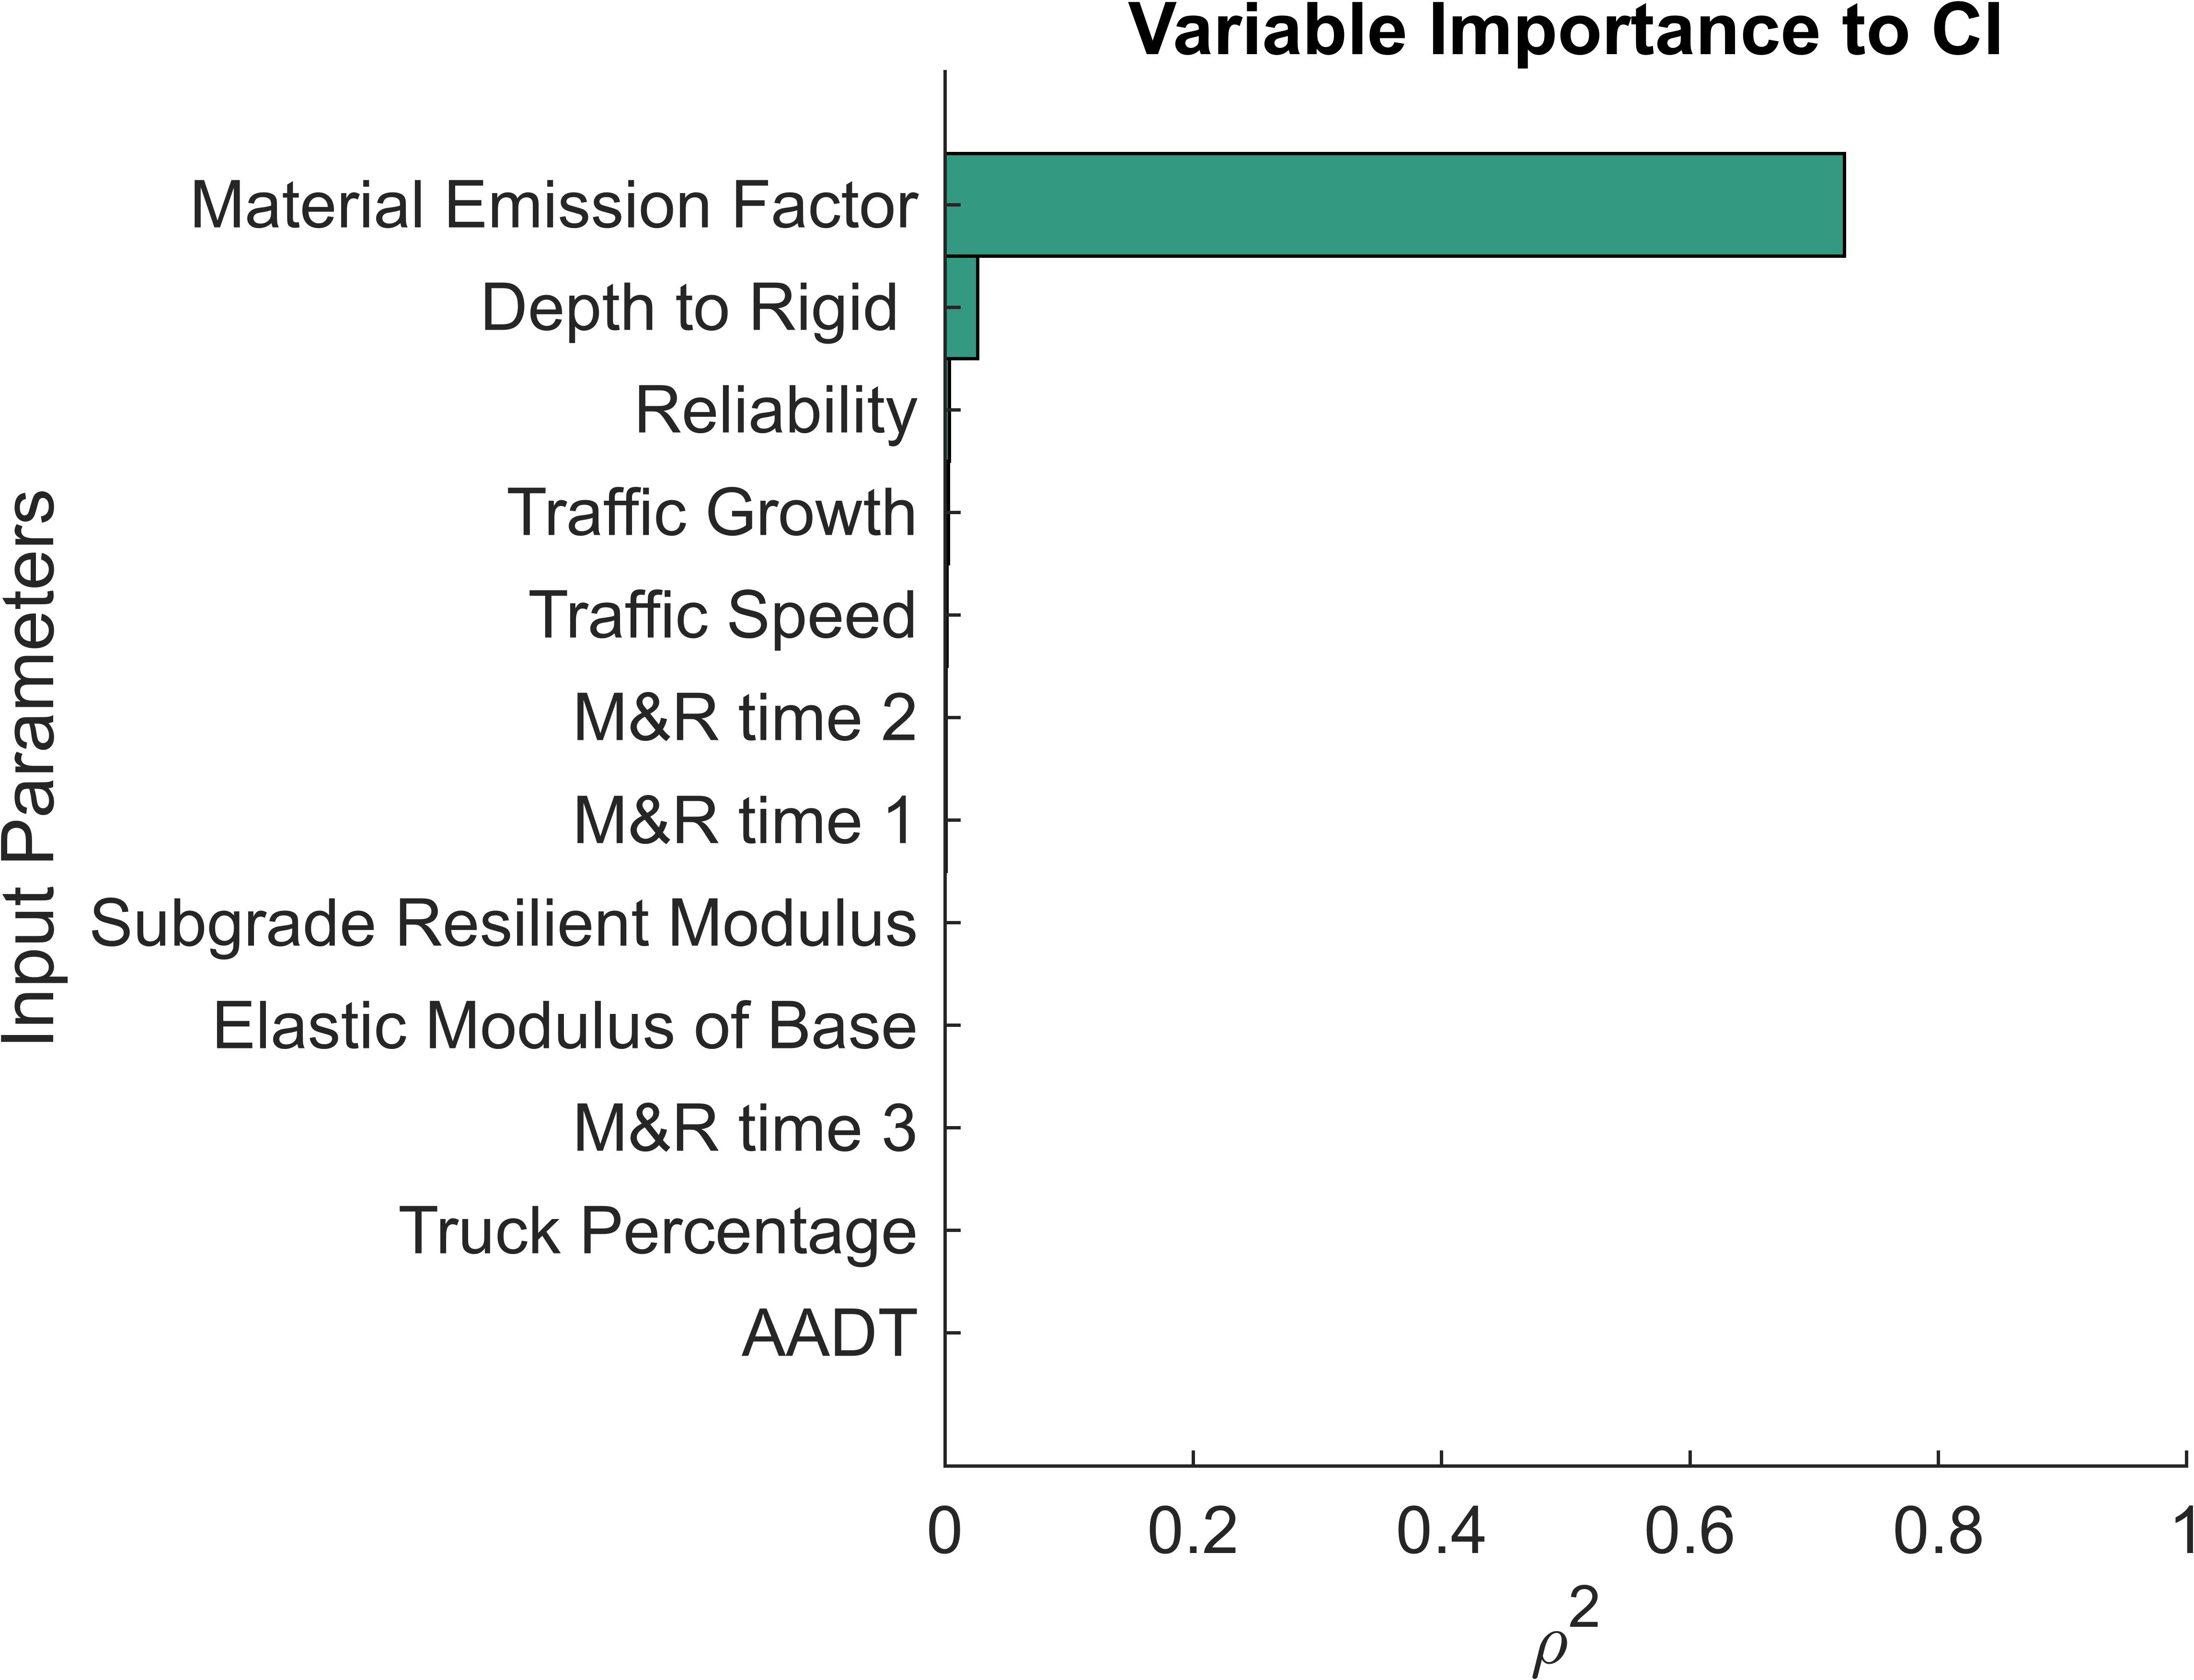 Variable Importance to CI
Material Emission Factor
Depth to Rigid
Reliability
Traffic Growth
Traffic Speed
M&R time 2
M&R time 1
Subgrade Resilient Modulus
Elastic Modulus of Base
M&R time 3
Truck Percentage
AADT
Input Parameters
0 0.2 0.4 0.6 0.8 1
ρ²